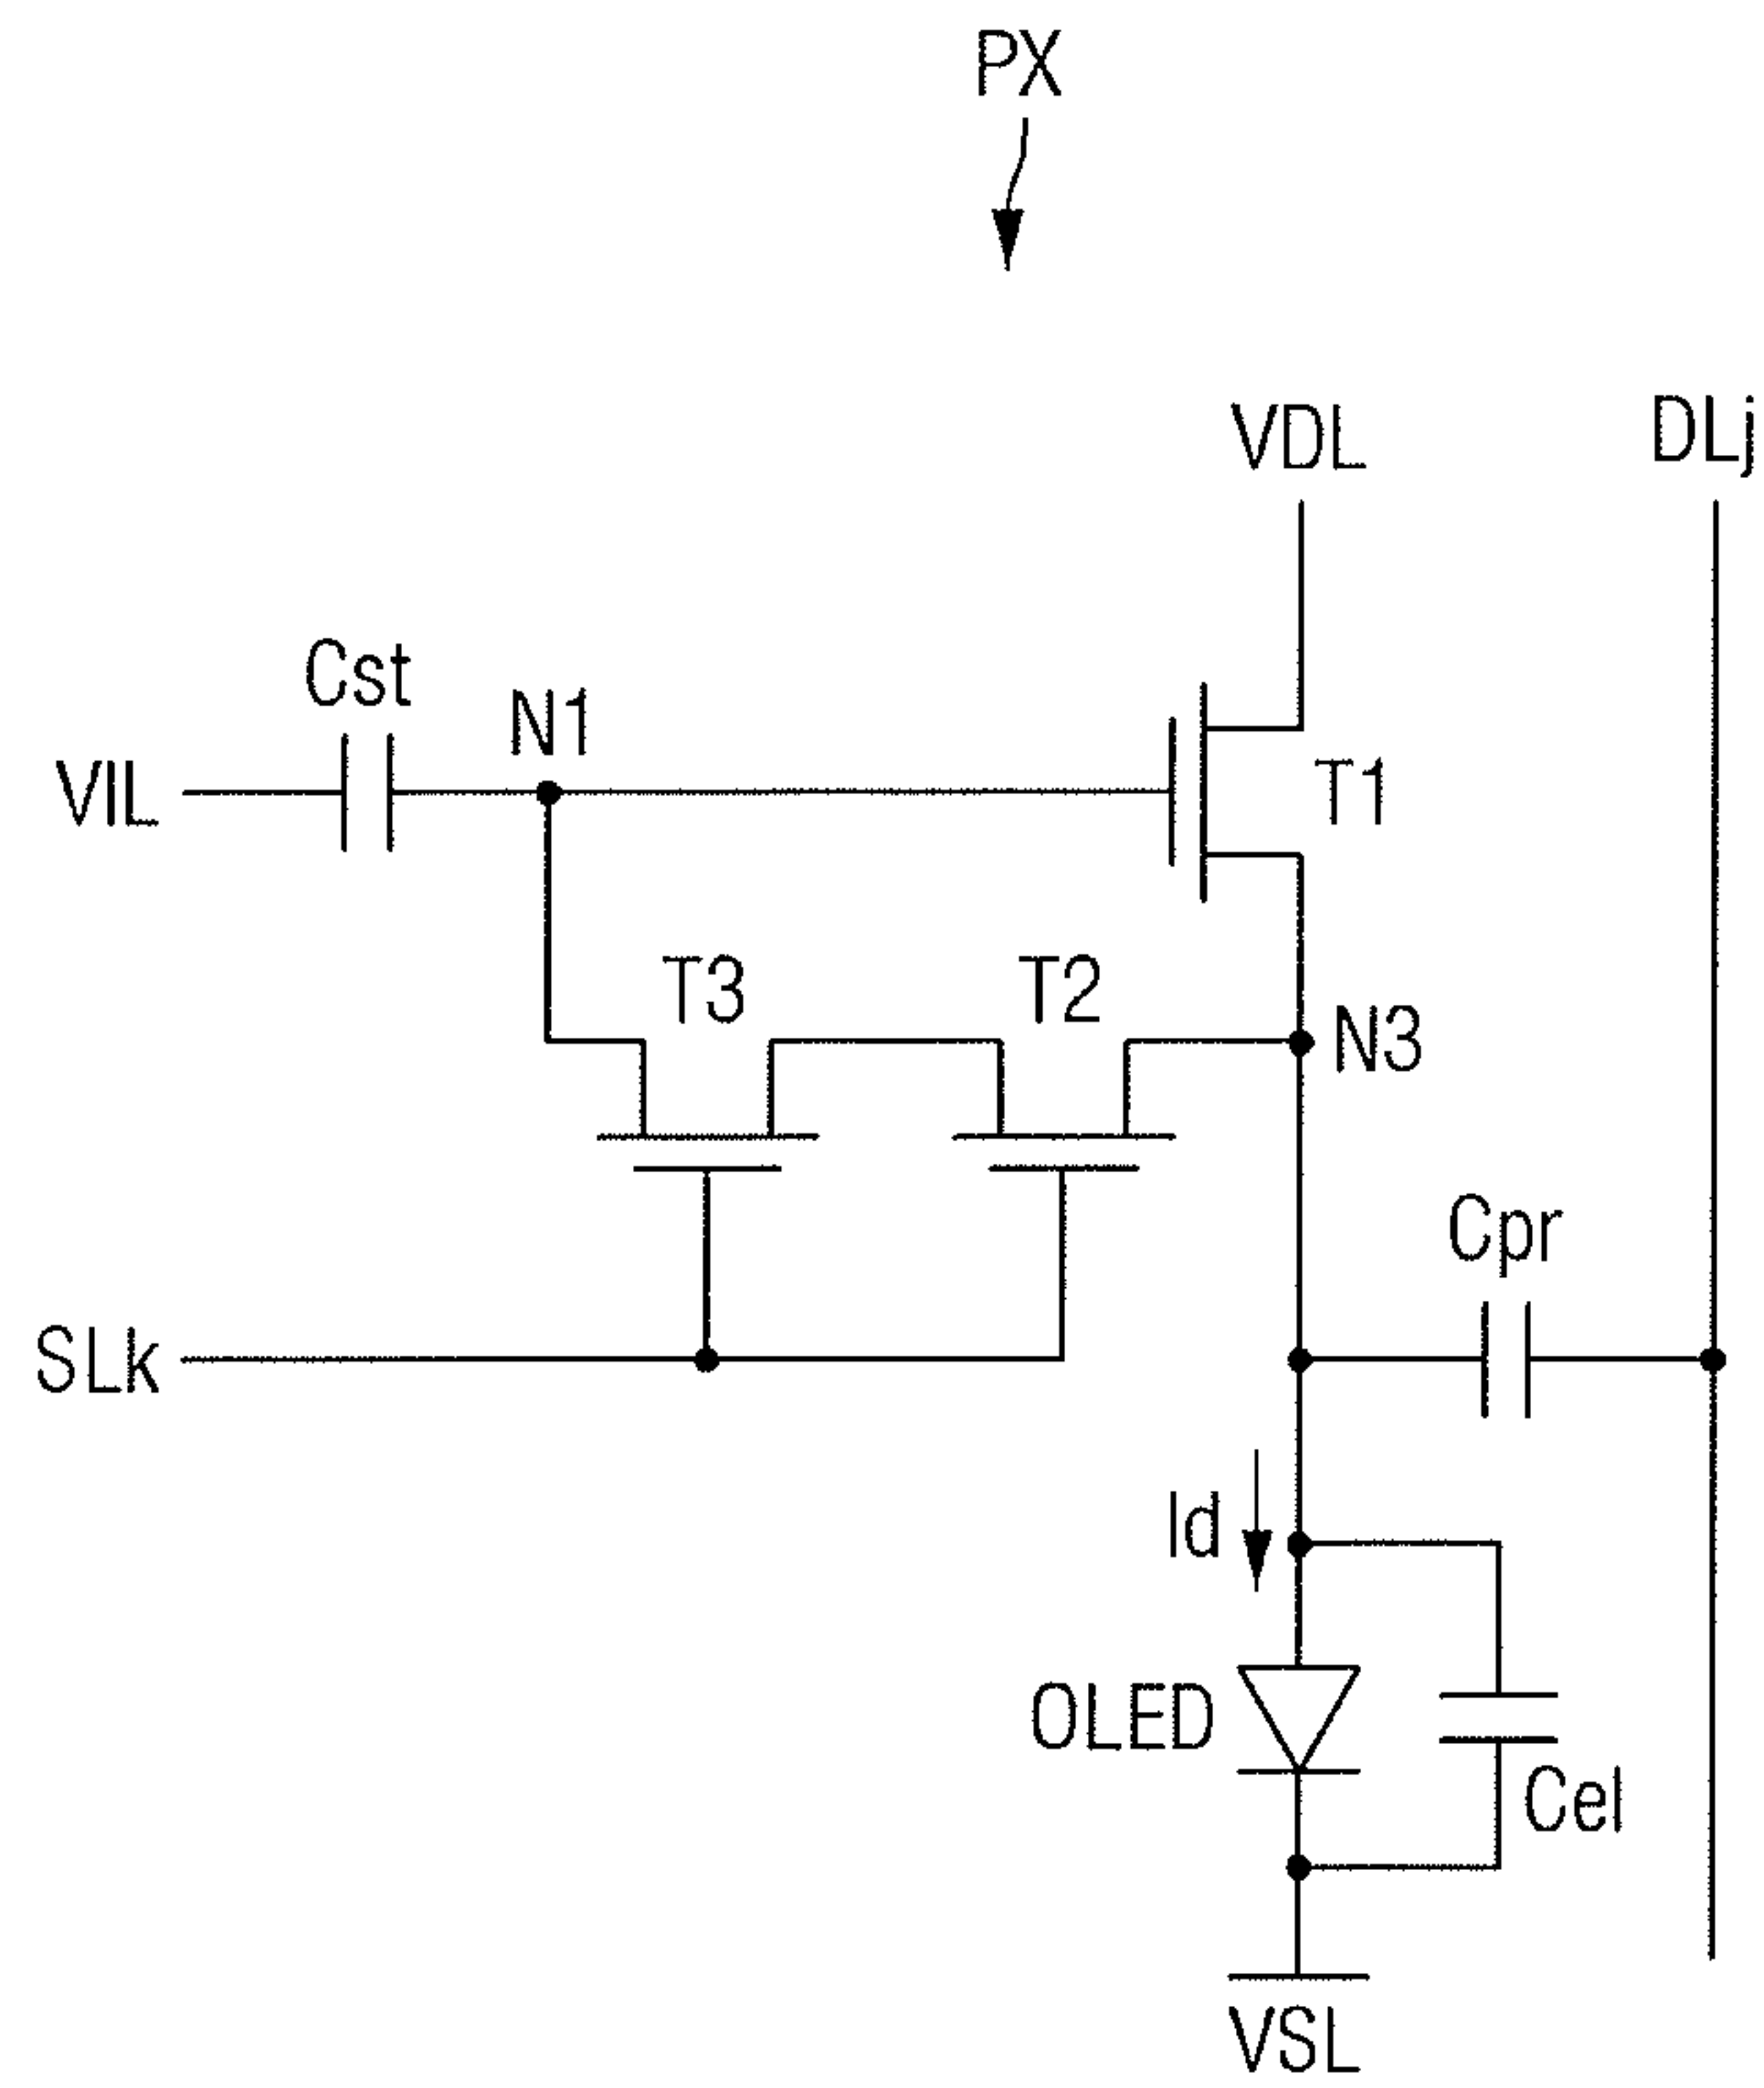 PX
VDL
DLj
Cst
N1
VIL
T1
T3
T2
N3
Cpr
SLk
Id
OLED
Cel
VSL